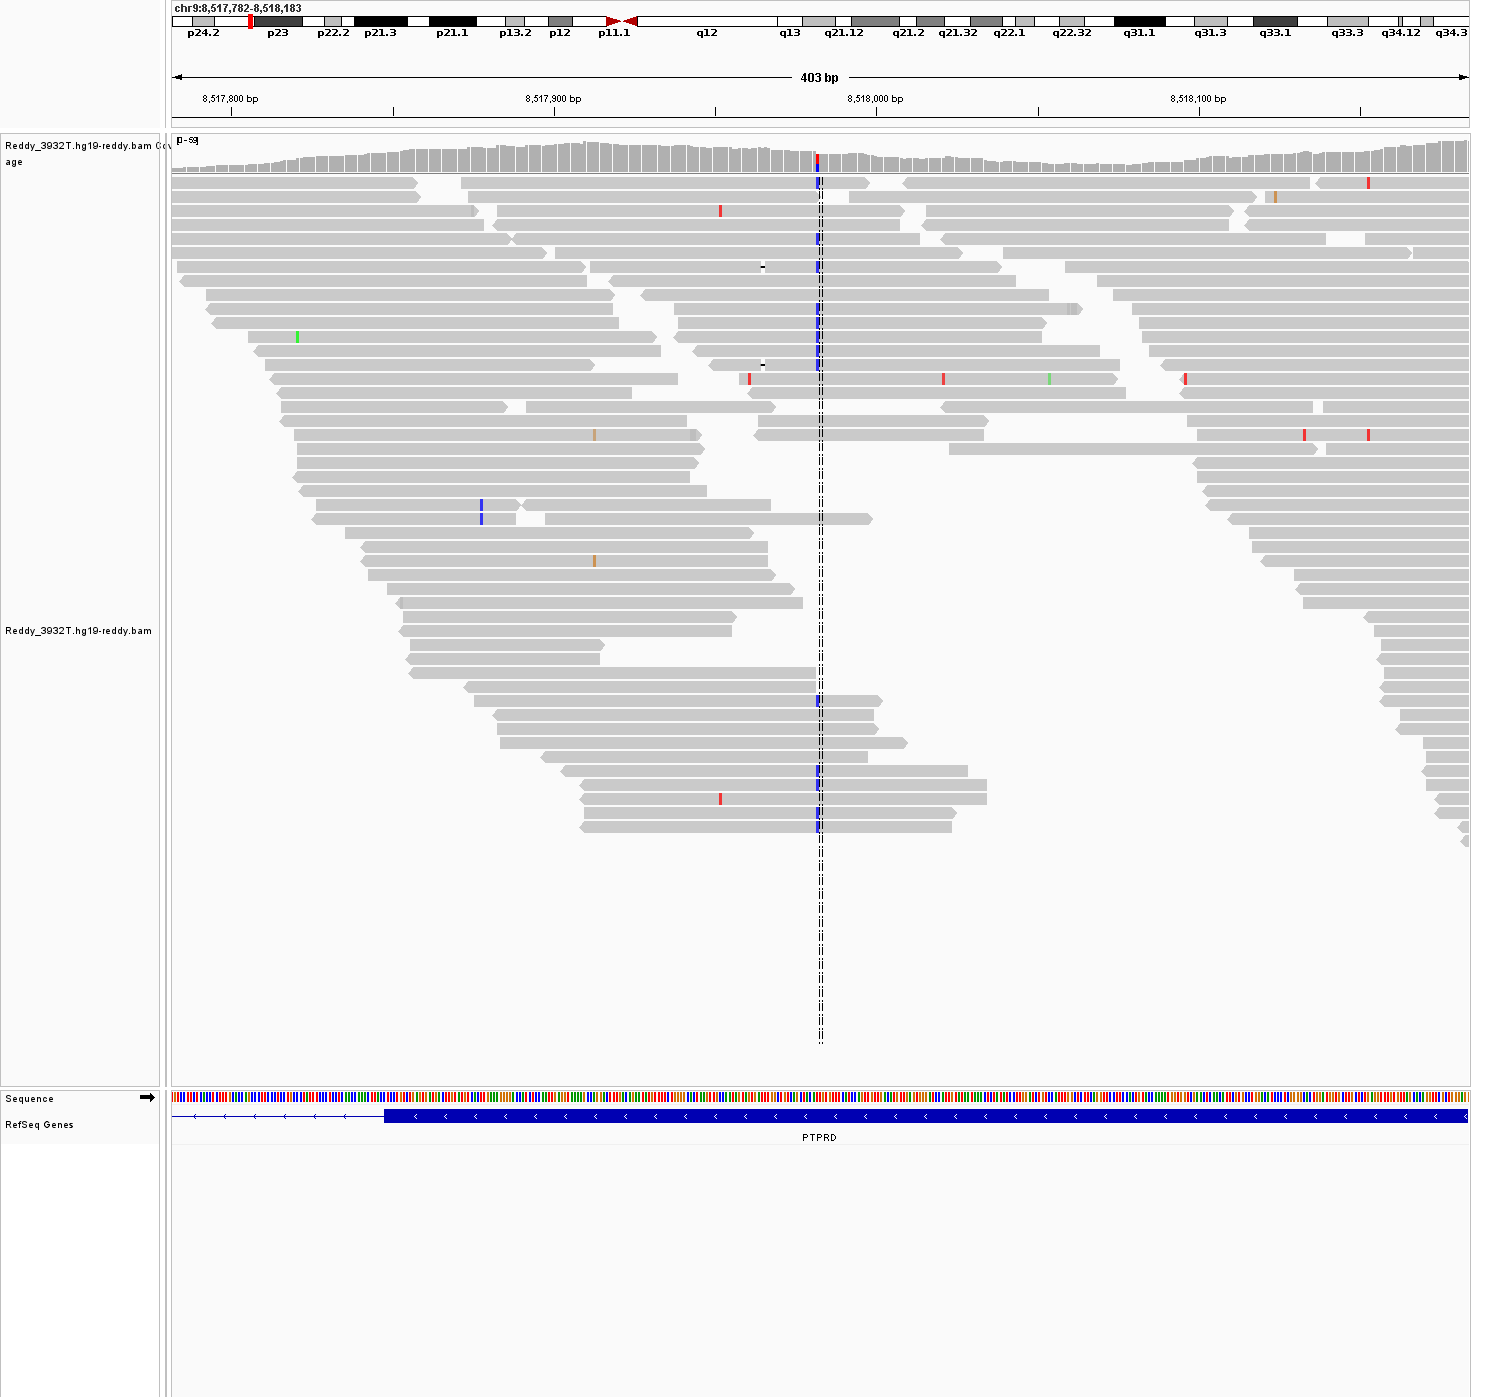 chr9:8,517,782-8,518,183
p24.2 p23 p22.2 p21.3 p21.1 p13.2 p12 p11.1 q12 q13 q21.12 q21.2 q21.32 q22.1 q22.32 q31.1 q31.3 q33.1 q33.3 q34.12 q34.3
403 bp
8,517,800 bp 8,517,900 bp 8,518,000 bp 8,518,100 bp
[0-59]
Reddy_3932T.hg19-reddy.bam Cov
age
Reddy_3932T.hg19-reddy.bam
Sequence
RefSeq Genes
PTPRD